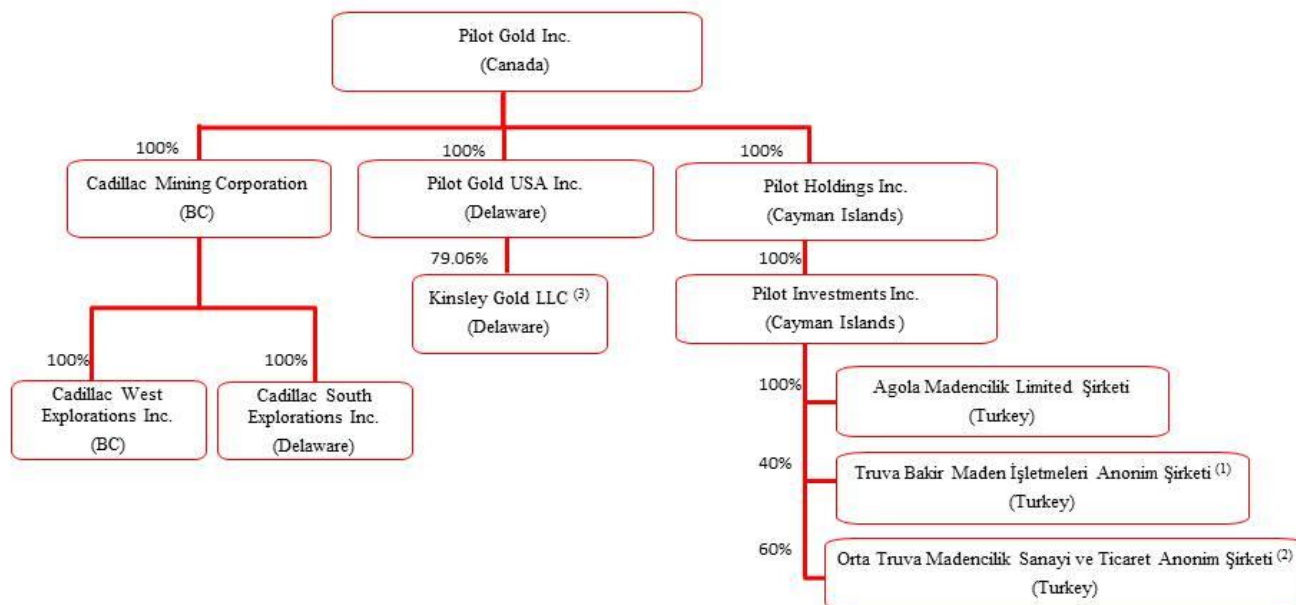 Pilot Gold Inc.
(Canada)
100%
100%
100%
Cadillac Mining Corporation
(BC)
Pilot Gold USA Inc.
(Delaware)
Pilot Holdings Inc.
(Cayman Islands)
79.06%
100%
Kinsley Gold LLC (3)
(Delaware)
Pilot Investments Inc.
(Cayman Islands )
100%
100%
Cadillac West
Explorations Inc.
(BC)
Cadillac South
Explorations Inc.
(Delaware)
100%
Agola Madencilik Limited Şirketi
(Turkey)
40%
Truva Bakir Maden İşletmeleri Anonim Şirketi (1)
(Turkey)
60%
Orta Truva Madencilik Sanayi ve Ticaret Anonim Şirketi (2)
(Turkey)